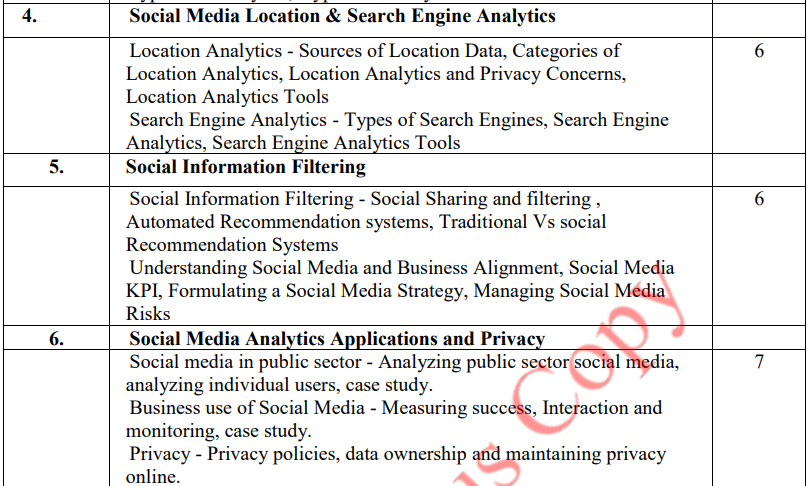 4. Social Media Location & Search Engine Analytics
Location Analytics - Sources of Location Data, Categories of 6
Location Analytics, Location Analytics and Privacy Concerns,
Location Analytics Tools
Search Engine Analytics - Types of Search Engines, Search Engine
Analytics, Search Engine Analytics Tools
5. Social Information Filtering
Social Information Filtering - Social Sharing and filtering , 6
Automated Recommendation systems, Traditional Vs social
Recommendation Systems
Understanding Social Media and Business Alignment, Social Media
KPI, Formulating a Social Media Strategy, Managing Social Media
Risks
6. Social Media Analytics Applications and Privacy
Social media in public sector - Analyzing public sector social media, 7
analyzing individual users, case study.
Business use of Social Media - Measuring success, Interaction and
monitoring, case study.
Privacy - Privacy policies, data ownership and maintaining privacy
online.
Copy